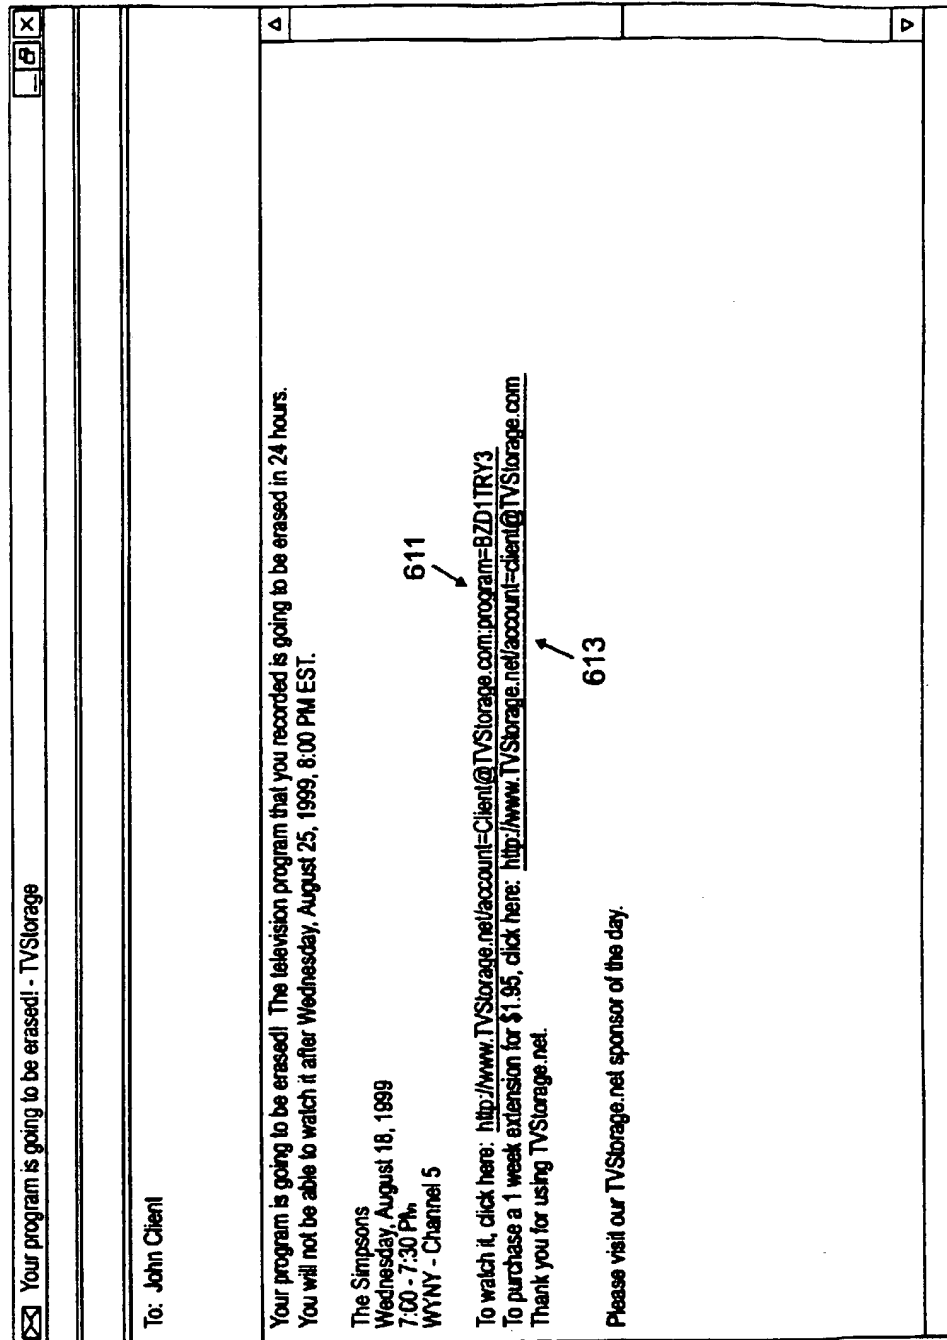 Your program is going to be erased! - TVStorage
To: John Client
Your program is going to be erased! The television program that you recorded is going to be erased in 24 hours.
You will not be able to watch it after Wednesday, August 25, 1999, 8:00 PM EST.
The Simpsons
Wednesday, August 18, 1999
7:00 - 7:30 PM
WYNY - Channel 5
611
To watch it, click here: http://www.TVStorage.net/account=Client@TVStorage.com:program=BZD1TRY3
To purchase a 1 week extension for $1.95, click here: http://www.TVStorage.net/account=client@TVStorage.com
Thank you for using TVStorage.net.
613
Please visit our TVStorage.net sponsor of the day.